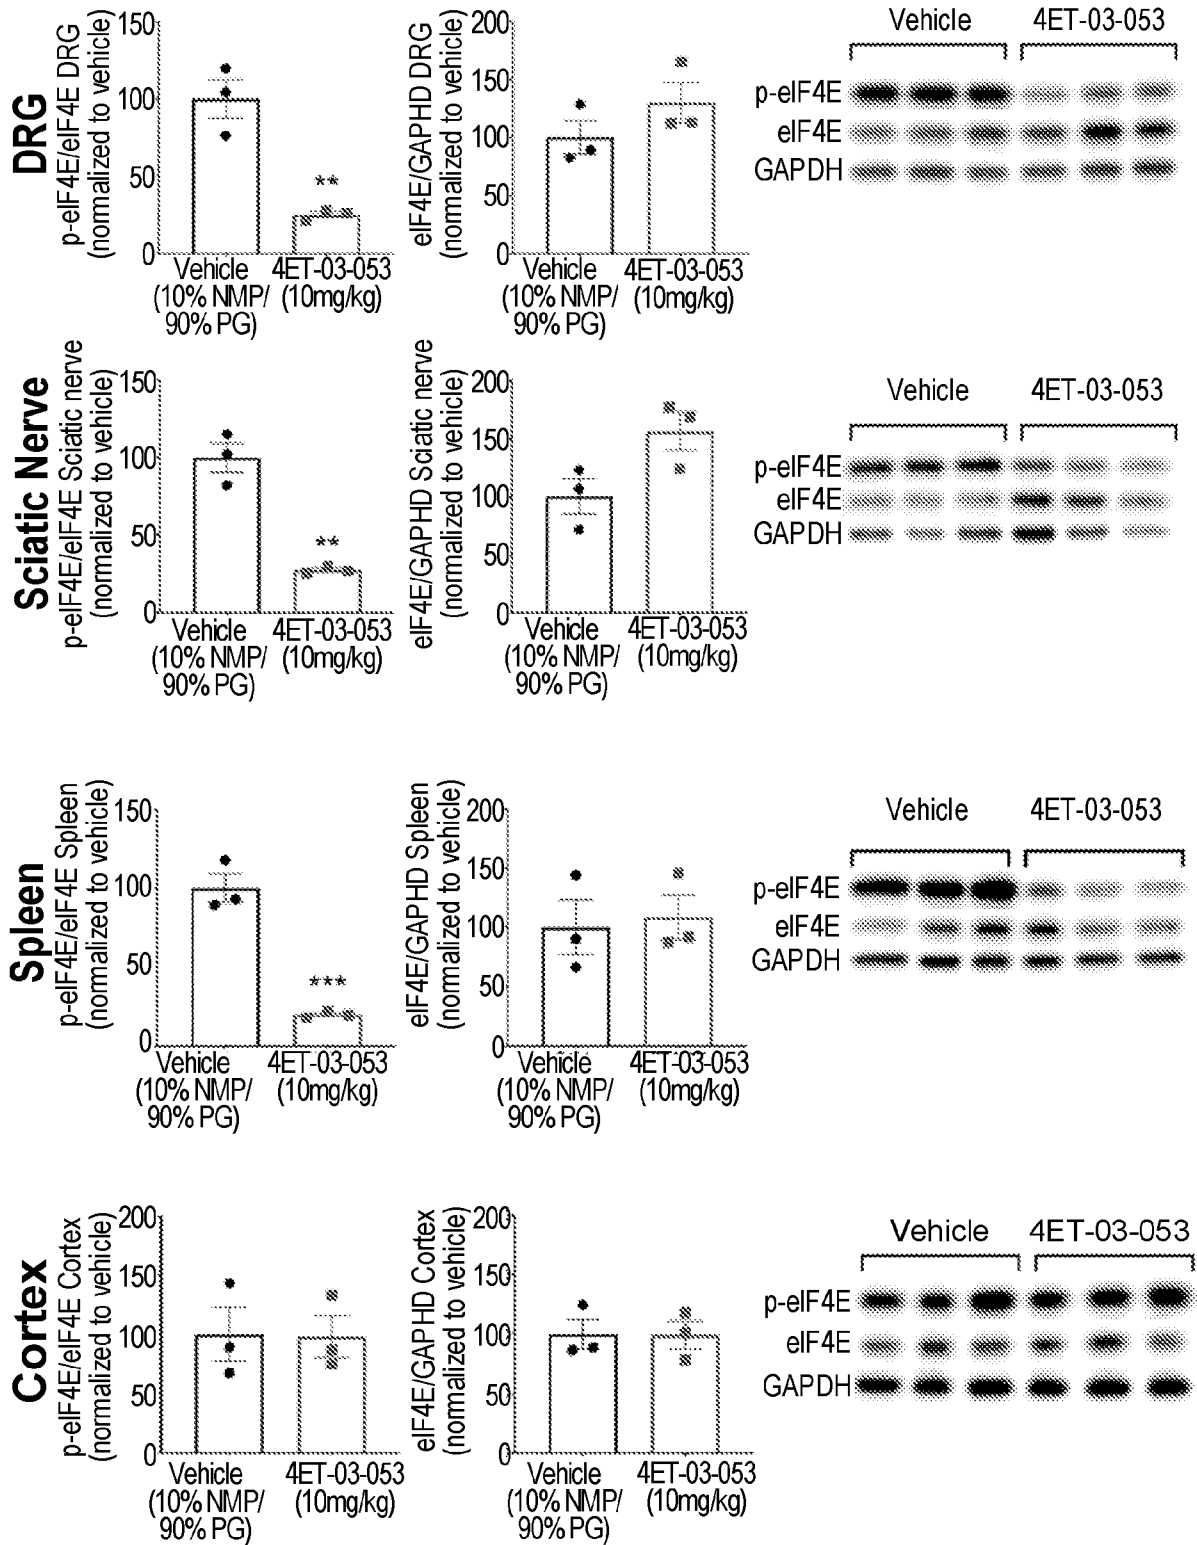 DRG
p-eIF4E/eIF4E DRG
(normalized to vehicle)
150
100
50
0
**
Vehicle
(10% NMP/
90% PG)
4ET-03-053
(10mg/kg)
eIF4E/GAPHD DRG
(normalized to vehicle)
200
150
100
50
0
Vehicle
(10% NMP/
90% PG)
4ET-03-053
(10mg/kg)
Vehicle
4ET-03-053
p-eIF4E
eIF4E
GAPDH
Sciatic Nerve
p-eIF4E/eIF4E Sciatic nerve
(normalized to vehicle)
150
100
50
0
**
Vehicle
(10% NMP/
90% PG)
4ET-03-053
(10mg/kg)
eIF4E/GAPHD Sciatic nerve
(normalized to vehicle)
200
150
100
50
0
Vehicle
(10% NMP/
90% PG)
4ET-03-053
(10mg/kg)
Vehicle
4ET-03-053
p-eIF4E
eIF4E
GAPDH
Spleen
p-eIF4E/eIF4E Spleen
(normalized to vehicle)
150
100
50
0
***
Vehicle
(10% NMP/
90% PG)
4ET-03-053
(10mg/kg)
eIF4E/GAPHD Spleen
(normalized to vehicle)
200
150
100
50
0
Vehicle
(10% NMP/
90% PG)
4ET-03-053
(10mg/kg)
Vehicle
4ET-03-053
p-eIF4E
eIF4E
GAPDH
Cortex
p-eIF4E/eIF4E Cortex
(normalized to vehicle)
200
150
100
50
0
Vehicle
(10% NMP/
90% PG)
4ET-03-053
(10mg/kg)
eIF4E/GAPHD Cortex
(normalized to vehicle)
200
150
100
50
0
Vehicle
(10% NMP/
90% PG)
4ET-03-053
(10mg/kg)
Vehicle
4ET-03-053
p-eIF4E
eIF4E
GAPDH